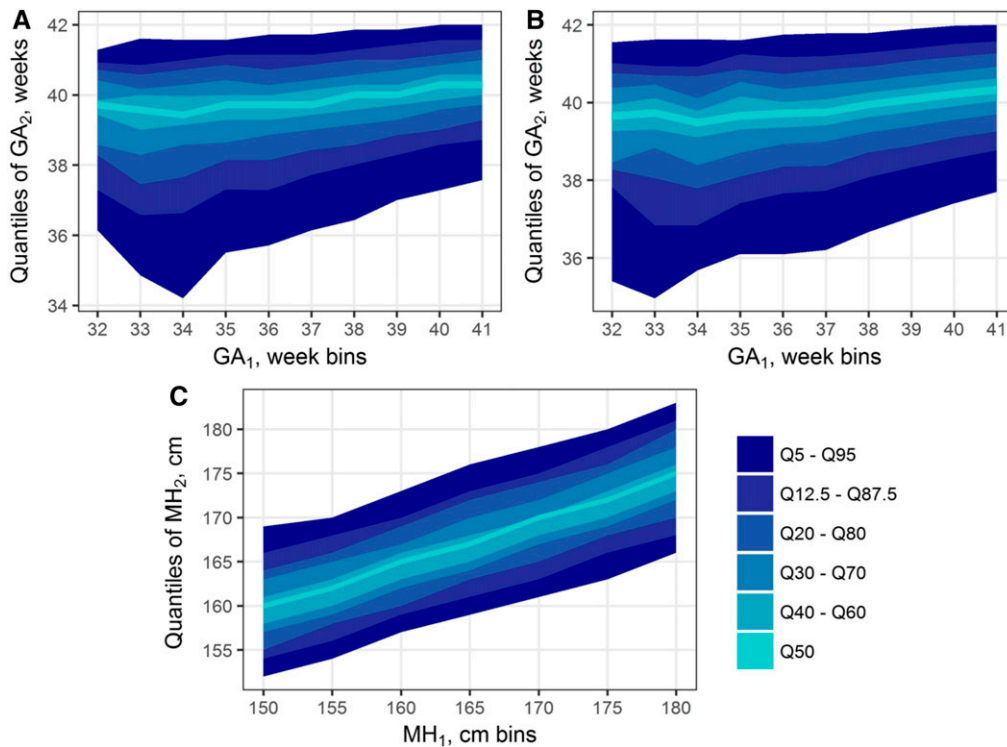 A
Quantiles of GA2, weeks
42
40
38
36
34
32 33 34 35 36 37 38 39 40 41
GA1, week bins
B
Quantiles of GA2, weeks
42
40
38
36
32 33 34 35 36 37 38 39 40 41
GA1, week bins
C
Quantiles of MH2, cm
180
175
170
165
160
155
150 155 160 165 170 175 180
MH1, cm bins
Q5 - Q95
Q12.5 - Q87.5
Q20 - Q80
Q30 - Q70
Q40 - Q60
Q50